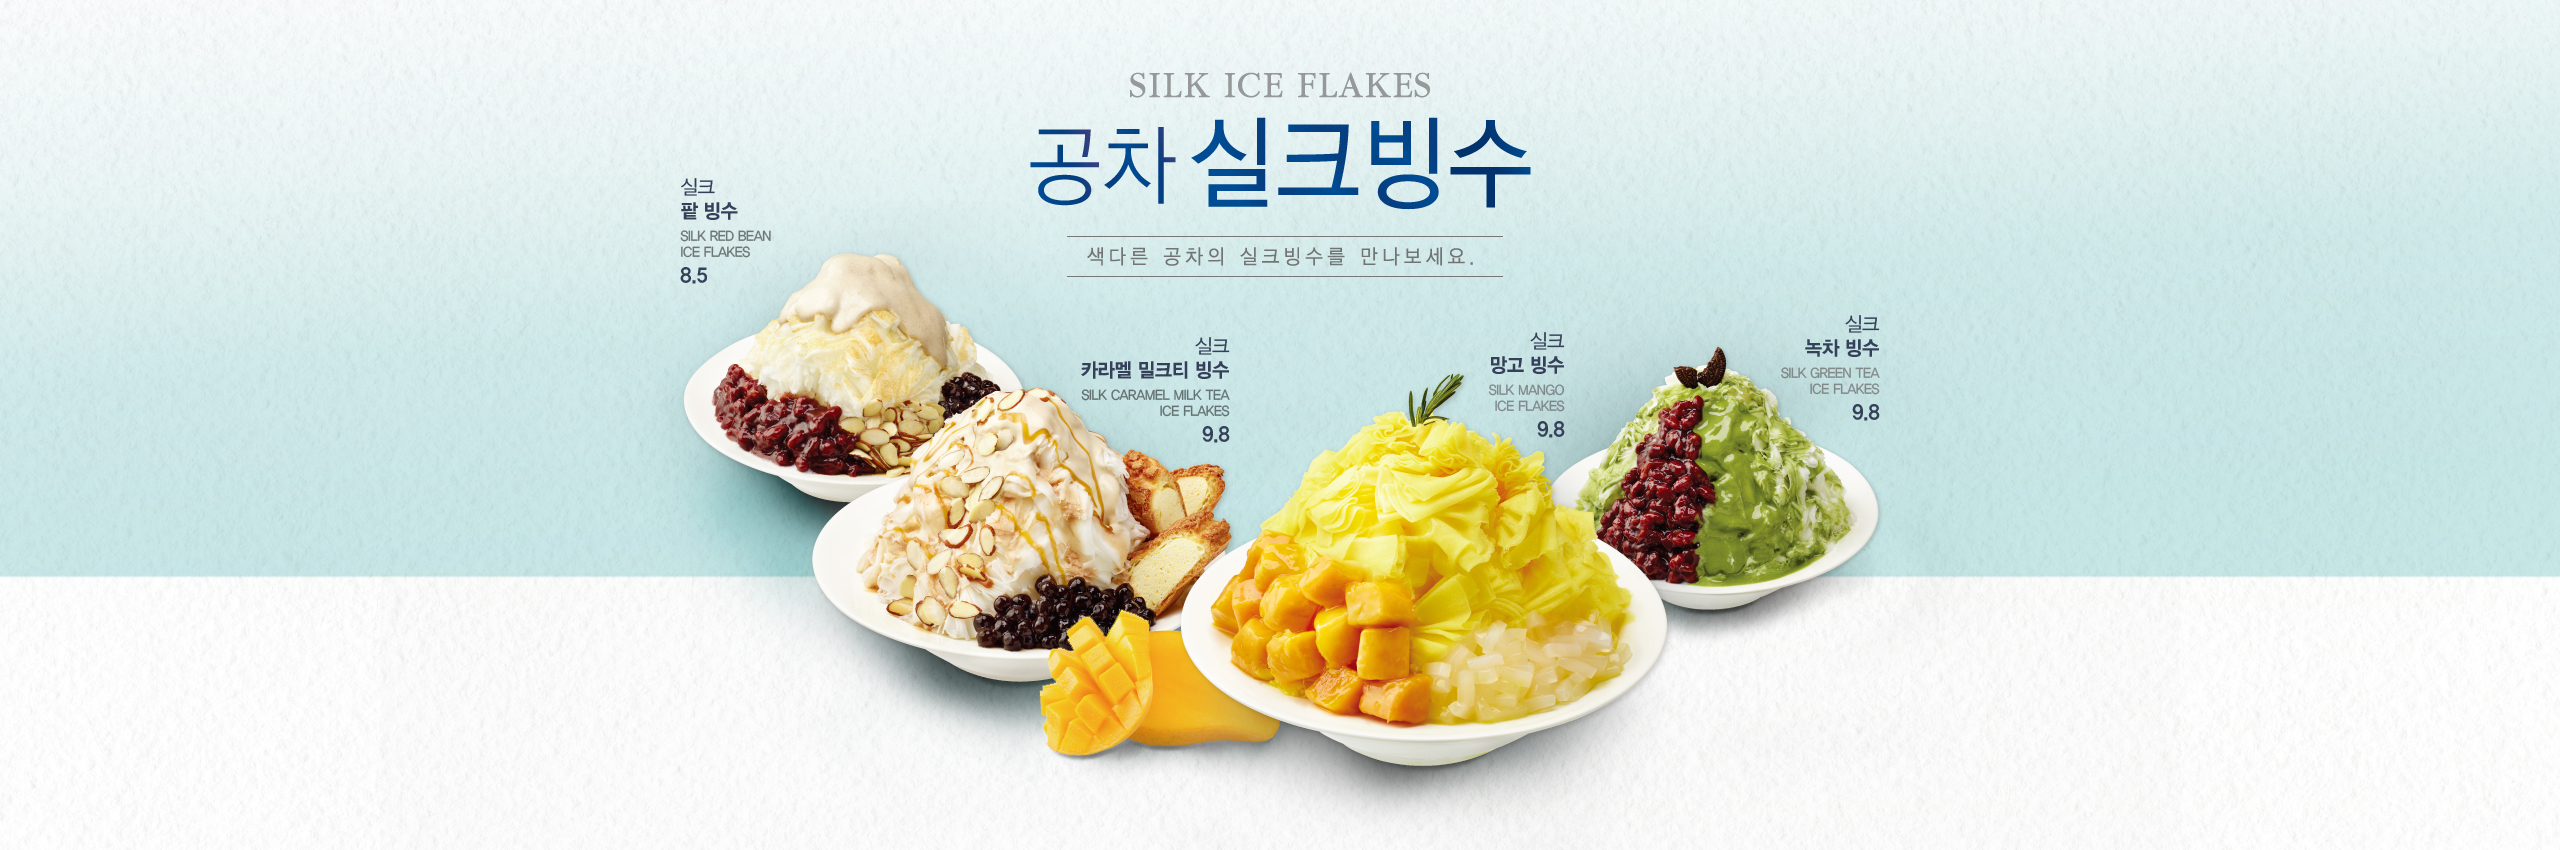 SILK ICE FLAKES
공차 실크빙수
색다른 공차의 실크빙수를 만나보세요.
실크
팥 빙수
SILK RED BEAN
ICE FLAKES
8.5
실크
카라멜 밀크티 빙수
SILK CARAMEL MILK TEA
ICE FLAKES
9.8
실크
망고 빙수
SILK MANGO
ICE FLAKES
9.8
실크
녹차 빙수
SILK GREEN TEA
ICE FLAKES
9.8